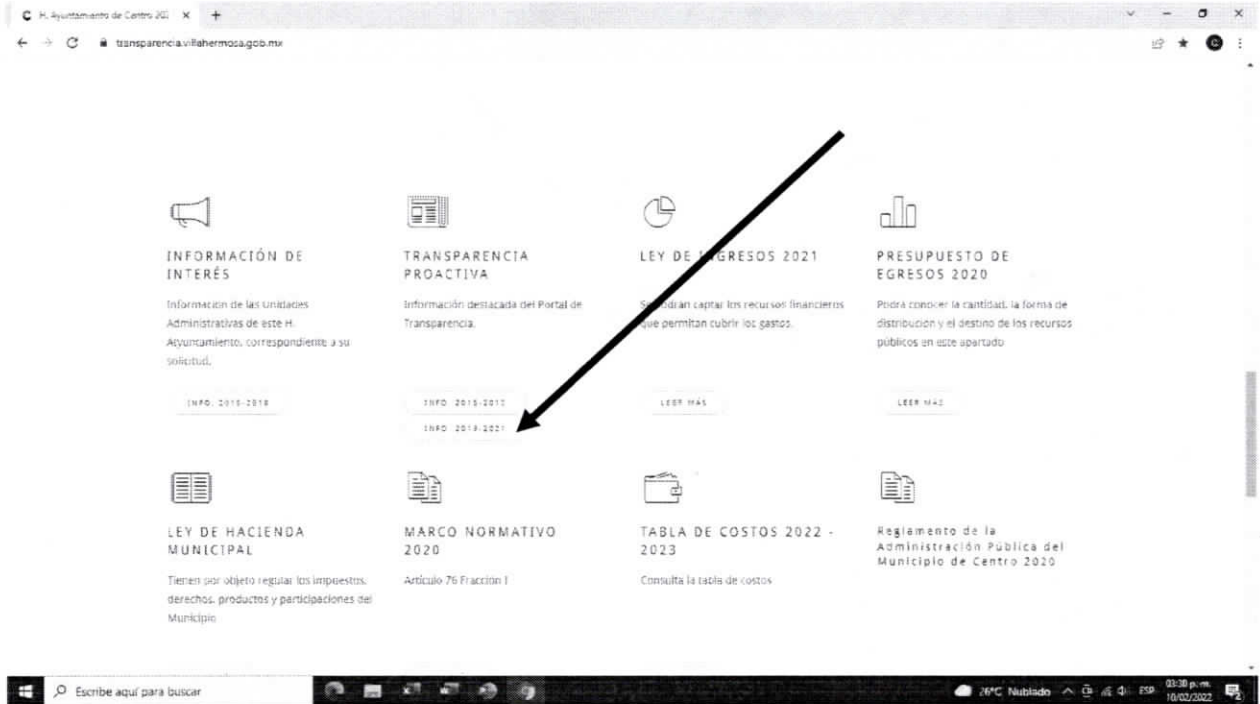 H. Ayuntamiento de Centro 202
transparencia.villahermosa.gob.mx
INFORMACIÓN DE
INTERÉS
Información de las Unidades
Administrativas de este H.
Atyuntamiento, correspondiente a su
solicitud.
INFO. 2015-2018
TRANSPARENCIA
PROACTIVA
Información destacada del Portal de
Transparencia.
INFO. 2015-2018
INFO. 2018-2021
LEY DE INGRESOS 2021
Se podrán captar los recursos financieros
que permitan cubrir los gastos.
LEER MÁS
PRESUPUESTO DE
EGRESOS 2020
Podrá conocer la cantidad, la forma de
distribución y el destino de los recursos
públicos en este apartado
LEER MÁS
LEY DE HACIENDA
MUNICIPAL
Tienen por objeto regular los impuestos,
derechos, productos y participaciones del
Municipio
MARCO NORMATIVO
2020
Artículo 76 Fracción I
TABLA DE COSTOS 2022 -
2023
Consulta la tabla de costos
Reglamento de la
Administración Pública del
Municipio de Centro 2020
Escribe aquí para buscar
26°C Nublado
ESP
03:30 p. m.
10/02/2022